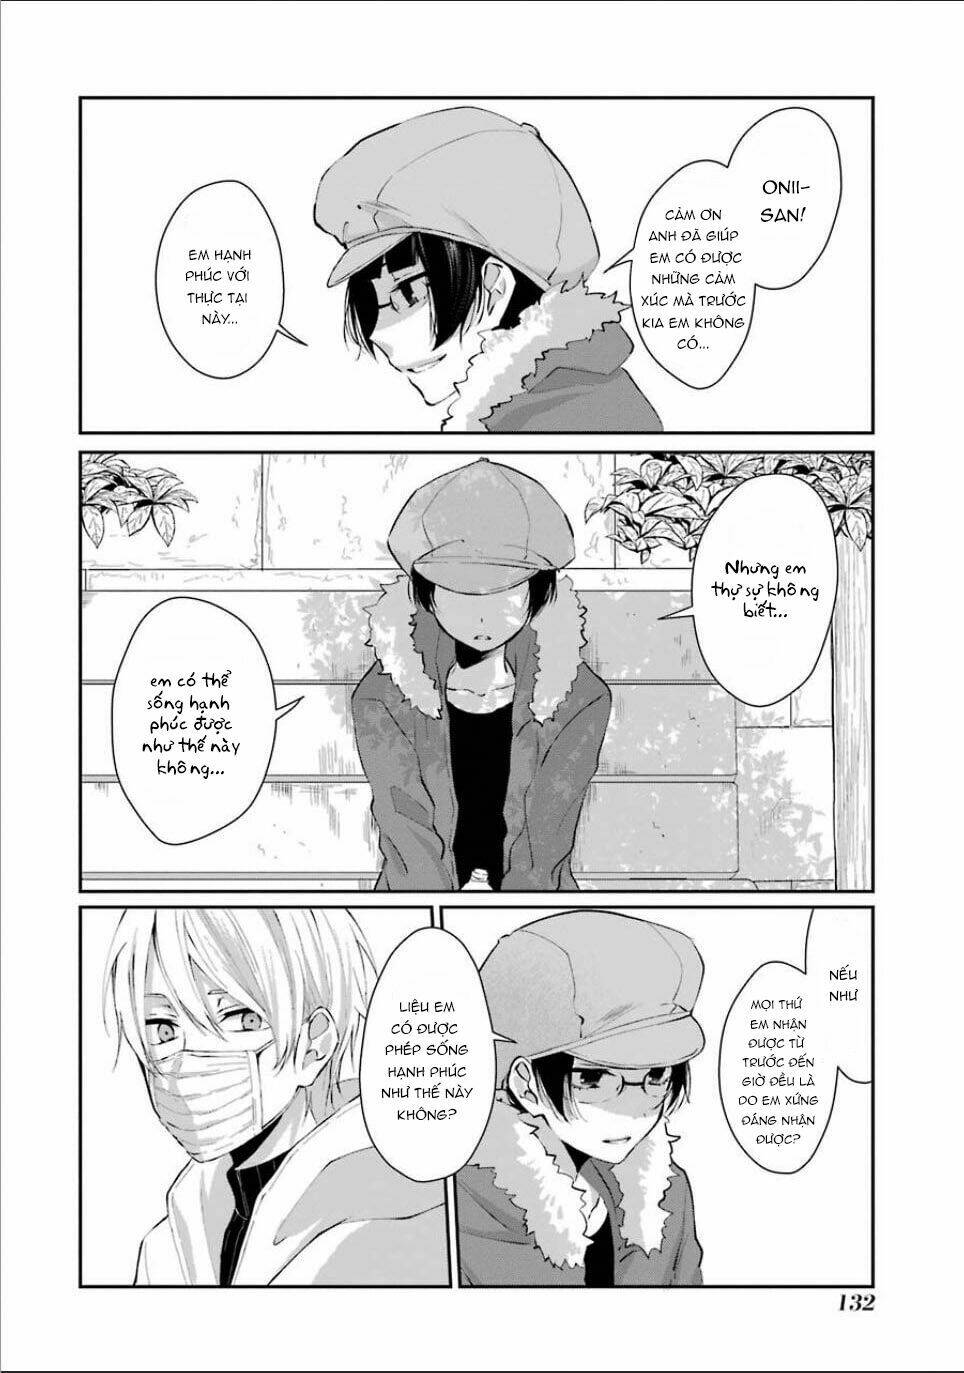 ONII-
SAN!
CẢM ƠN
ANH ĐÃ GIÚP
EM CÓ ĐƯỢC
NHỮNG CẢM
XÚC MÀ TRƯỚC
KIA EM KHÔNG
CÓ...
EM HẠNH
PHÚC VỚI
THỰC TẠI
NÀY...
Nhưng em
thự sự không
biết...
em có thể
sống hạnh
phúc được
như thế này
không...
NẾU
NHƯ
MỌI THỨ
EM NHẬN
ĐƯỢC TỪ
TRƯỚC ĐẾN
GIỜ ĐỀU LÀ
DO EM XỨNG
ĐÁNG NHẬN
ĐƯỢC?
LIỆU EM
CÓ ĐƯỢC
PHÉP SỐNG
HẠNH PHÚC
NHƯ THẾ NÀY
KHÔNG?
132